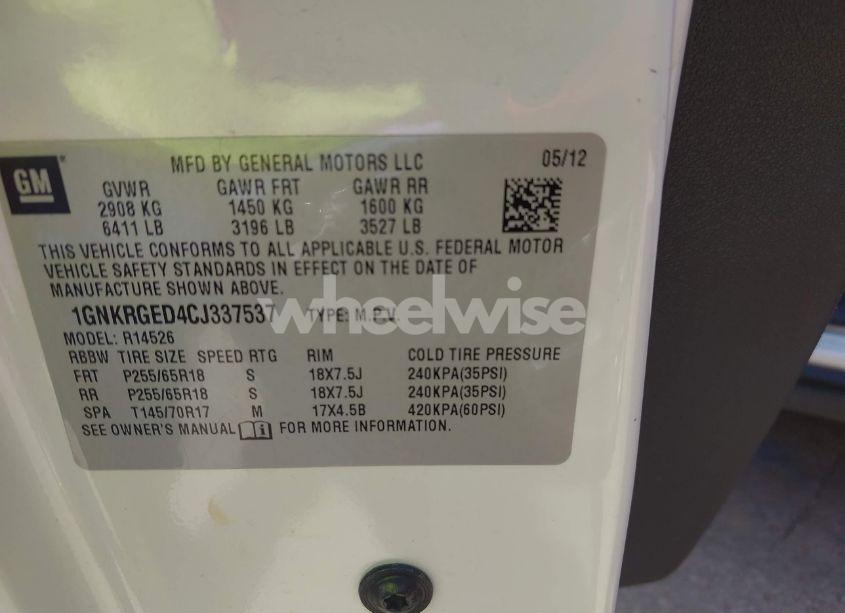 GM
MFD BY GENERAL MOTORS LLC 05/12
GVWR GAWR FRT GAWR RR
2908 KG 1450 KG 1600 KG
6411 LB 3196 LB 3527 LB
THIS VEHICLE CONFORMS TO ALL APPLICABLE U.S. FEDERAL MOTOR
VEHICLE SAFETY STANDARDS IN EFFECT ON THE DATE OF
MANUFACTURE SHOWN ABOVE.
1GNKRGED4CJ337537 TYPE: M.P.V.
wheelwise
MODEL: R14526
RBBW TIRE SIZE SPEED RTG RIM COLD TIRE PRESSURE
FRT P255/65R18 S 18X7.5J 240KPA(35PSI)
RR P255/65R18 S 18X7.5J 240KPA(35PSI)
SPA T145/70R17 M 17X4.5B 420KPA(60PSI)
SEE OWNER'S MANUAL i FOR MORE INFORMATION.